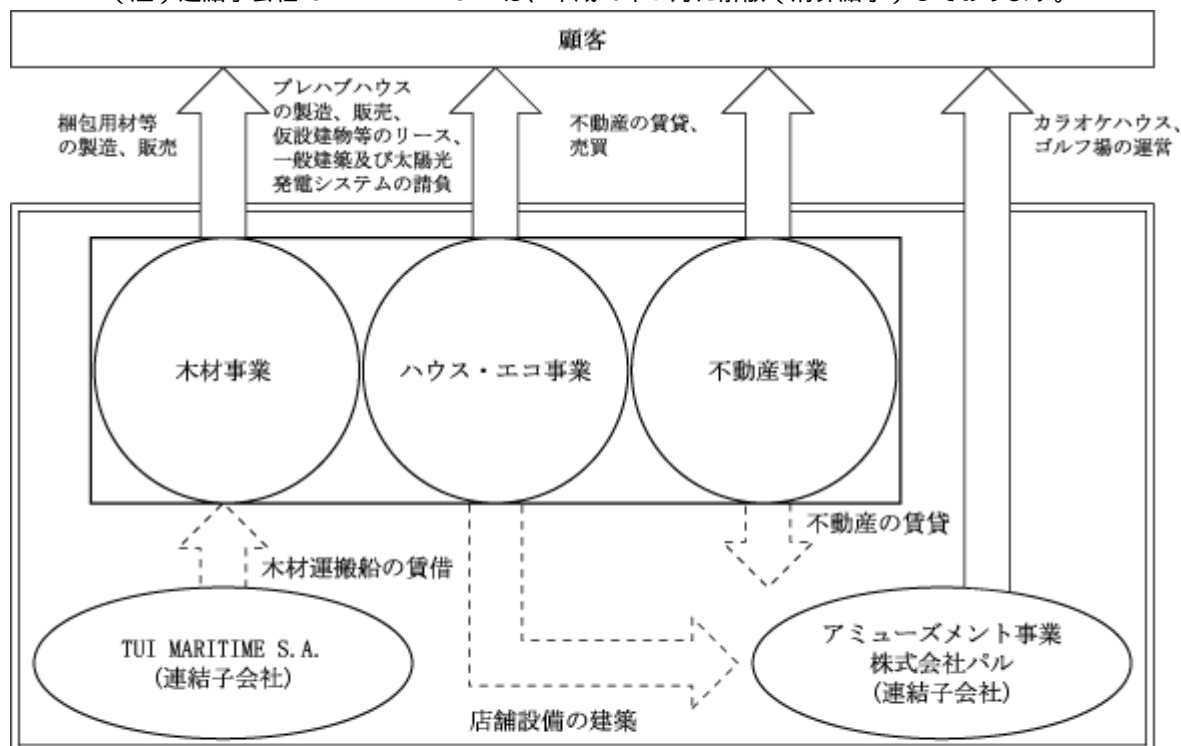 顧客
梱包用材等
の製造、販売
プレハブハウス
の製造、販売、
仮設建物等のリース、
一般建築及び太陽光
発電システムの請負
不動産の賃貸、
売買
カラオケハウス、
ゴルフ場の運営
木材事業
ハウス・エコ事業
不動産事業
不動産の賃貸
木材運搬船の賃借
TUI MARITIME S.A.
(連結子会社)
アミューズメント事業
株式会社パル
(連結子会社)
店舗設備の建築